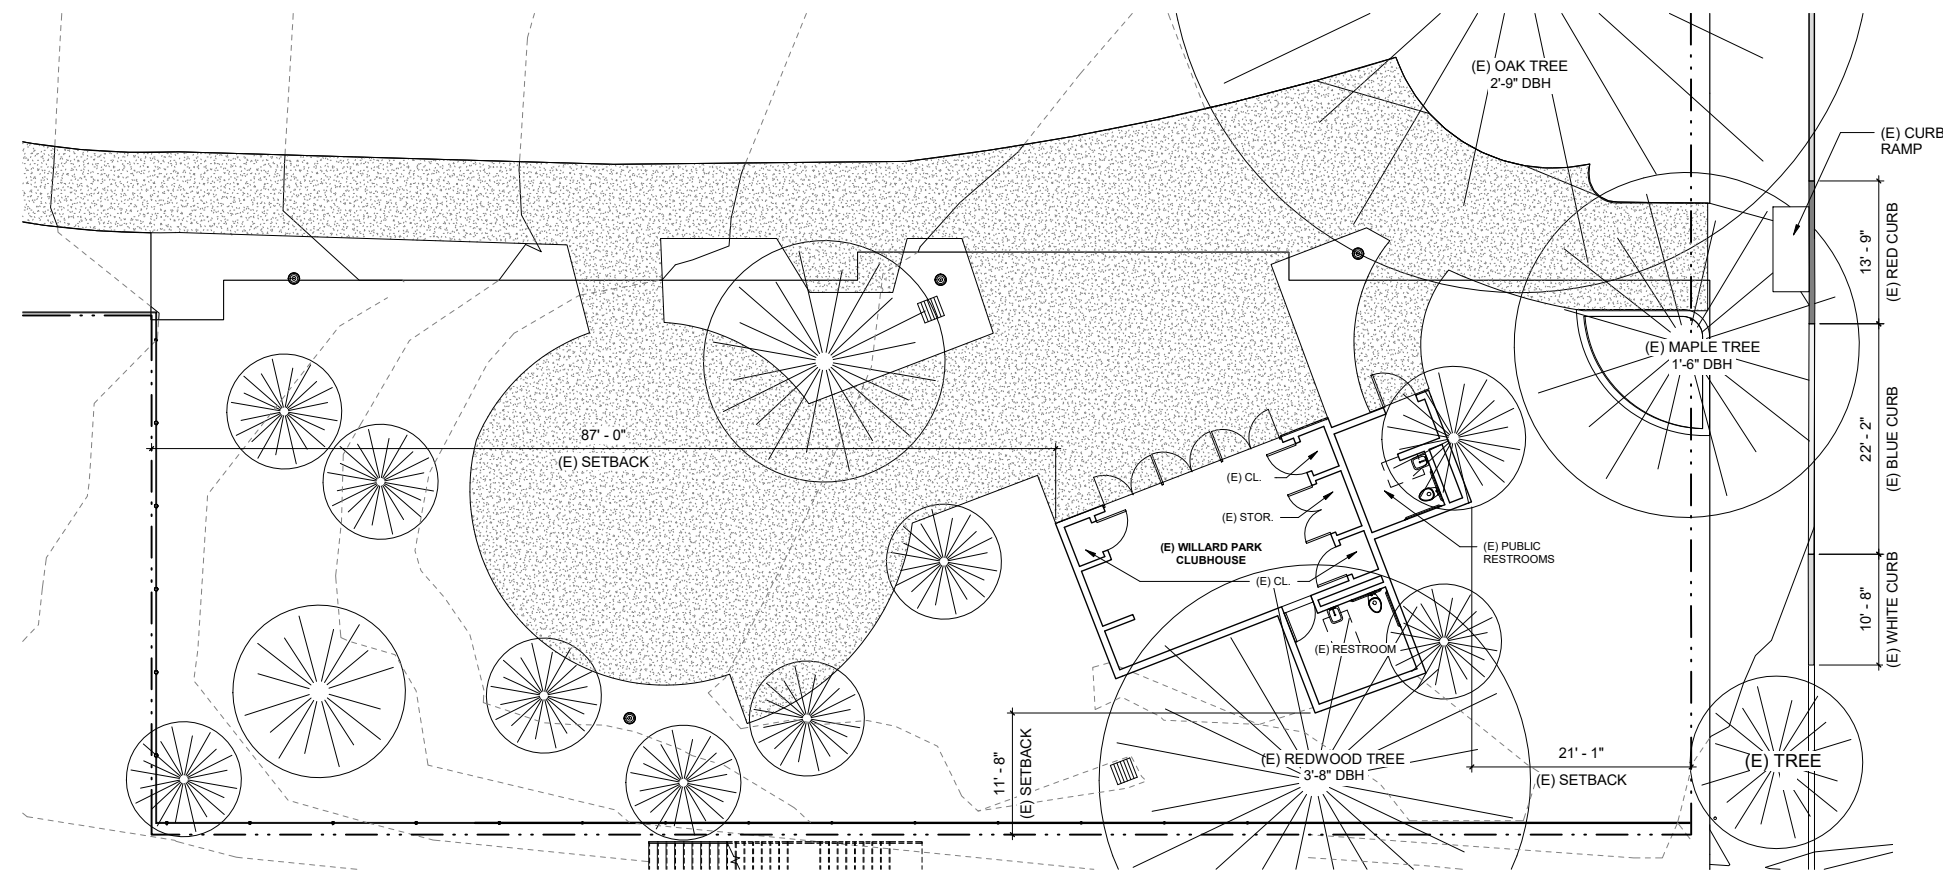 (E) OAK TREE
2'-9" DBH
(E) CURB
RAMP
13' - 9"
(E) RED CURB
(E) MAPLE TREE
1'-6" DBH
87' - 0"
(E) SETBACK
22' - 2"
(E) BLUE CURB
(E) CL.
(E) STOR.
(E) WILLARD PARK
CLUBHOUSE
(E) PUBLIC
RESTROOMS
(E) CL.
10' - 8"
(E) WHITE CURB
(E) RESTROOM
11' - 8"
(E) SETBACK
(E) REDWOOD TREE
3'-8" DBH
21' - 1"
(E) SETBACK
(E) TREE